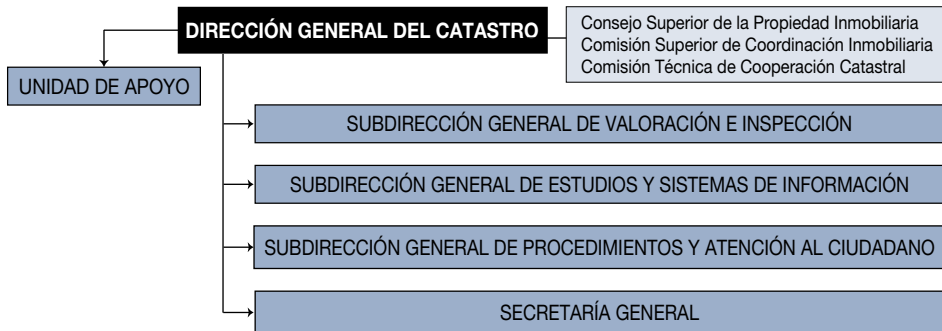 DIRECCIÓN GENERAL DEL CATASTRO
Consejo Superior de la Propiedad Inmobiliaria
Comisión Superior de Coordinación Inmobiliaria
Comisión Técnica de Cooperación Catastral
UNIDAD DE APOYO
SUBDIRECCIÓN GENERAL DE VALORACIÓN E INSPECCIÓN
SUBDIRECCIÓN GENERAL DE ESTUDIOS Y SISTEMAS DE INFORMACIÓN
SUBDIRECCIÓN GENERAL DE PROCEDIMIENTOS Y ATENCIÓN AL CIUDADANO
SECRETARÍA GENERAL